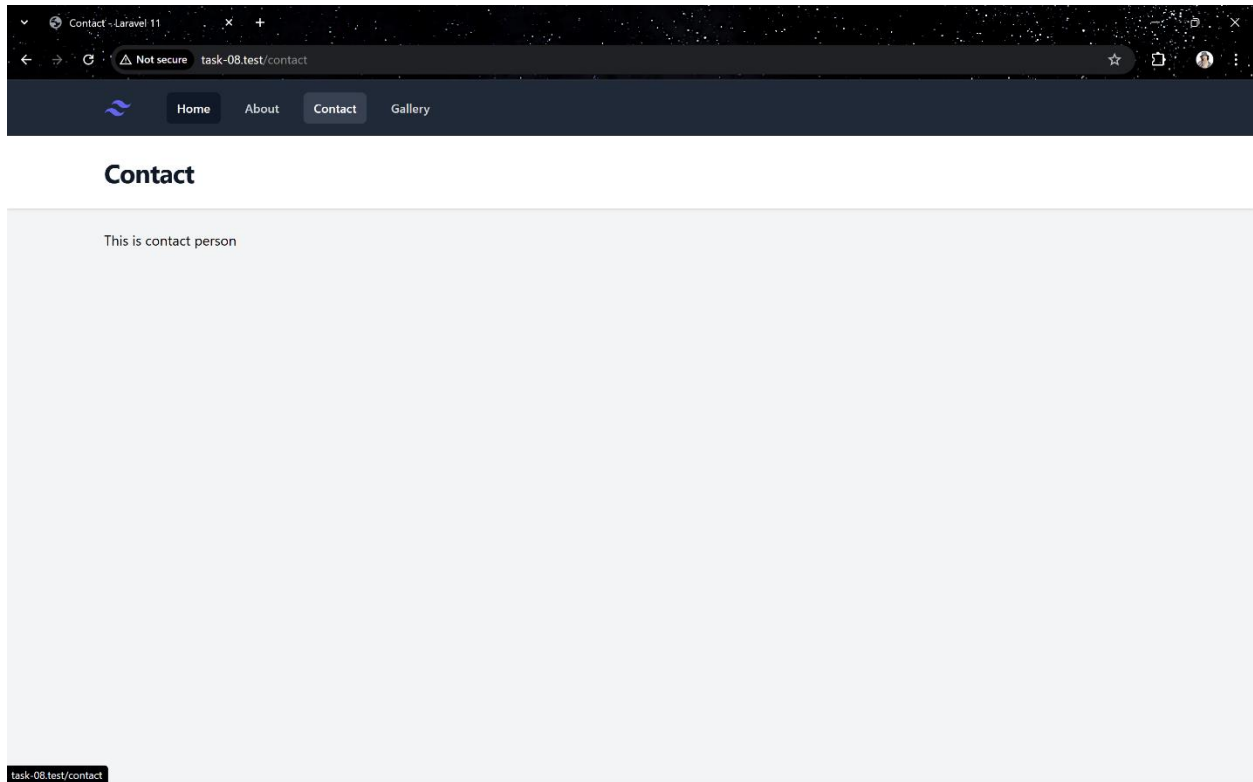 Contact - Laravel 11
Not secure task-08.test/contact
Home About Contact Gallery
Contact
This is contact person
task-08.test/contact